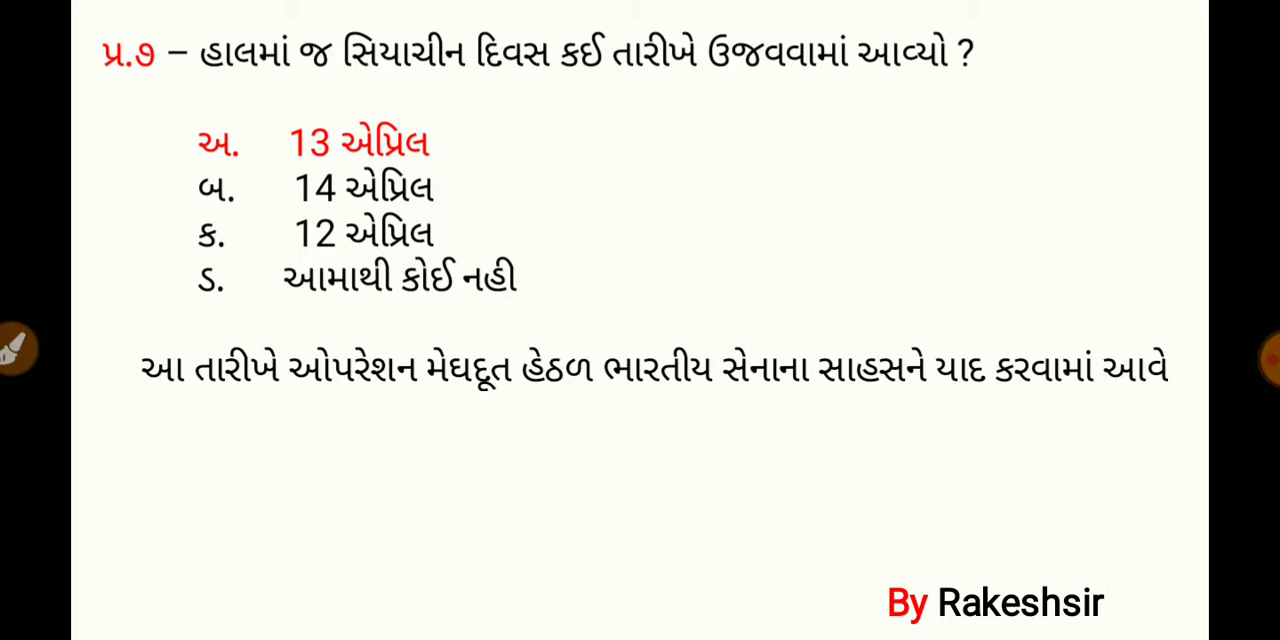 પ્ર.૭ – હાલમાં જ સિયાચીન દિવસ કઈ તારીખે ઉજવવામાં આવ્યો ?
અ. 13 એપ્રિલ
બ. 14 એપ્રિલ
ક. 12 એપ્રિલ
ડ. આમાથી કોઈ નહી
આ તારીખે ઓપરેશન મેઘદૂત હેઠળ ભારતીય સેનાના સાહસને યાદ કરવામાં આવે
By Rakeshsir